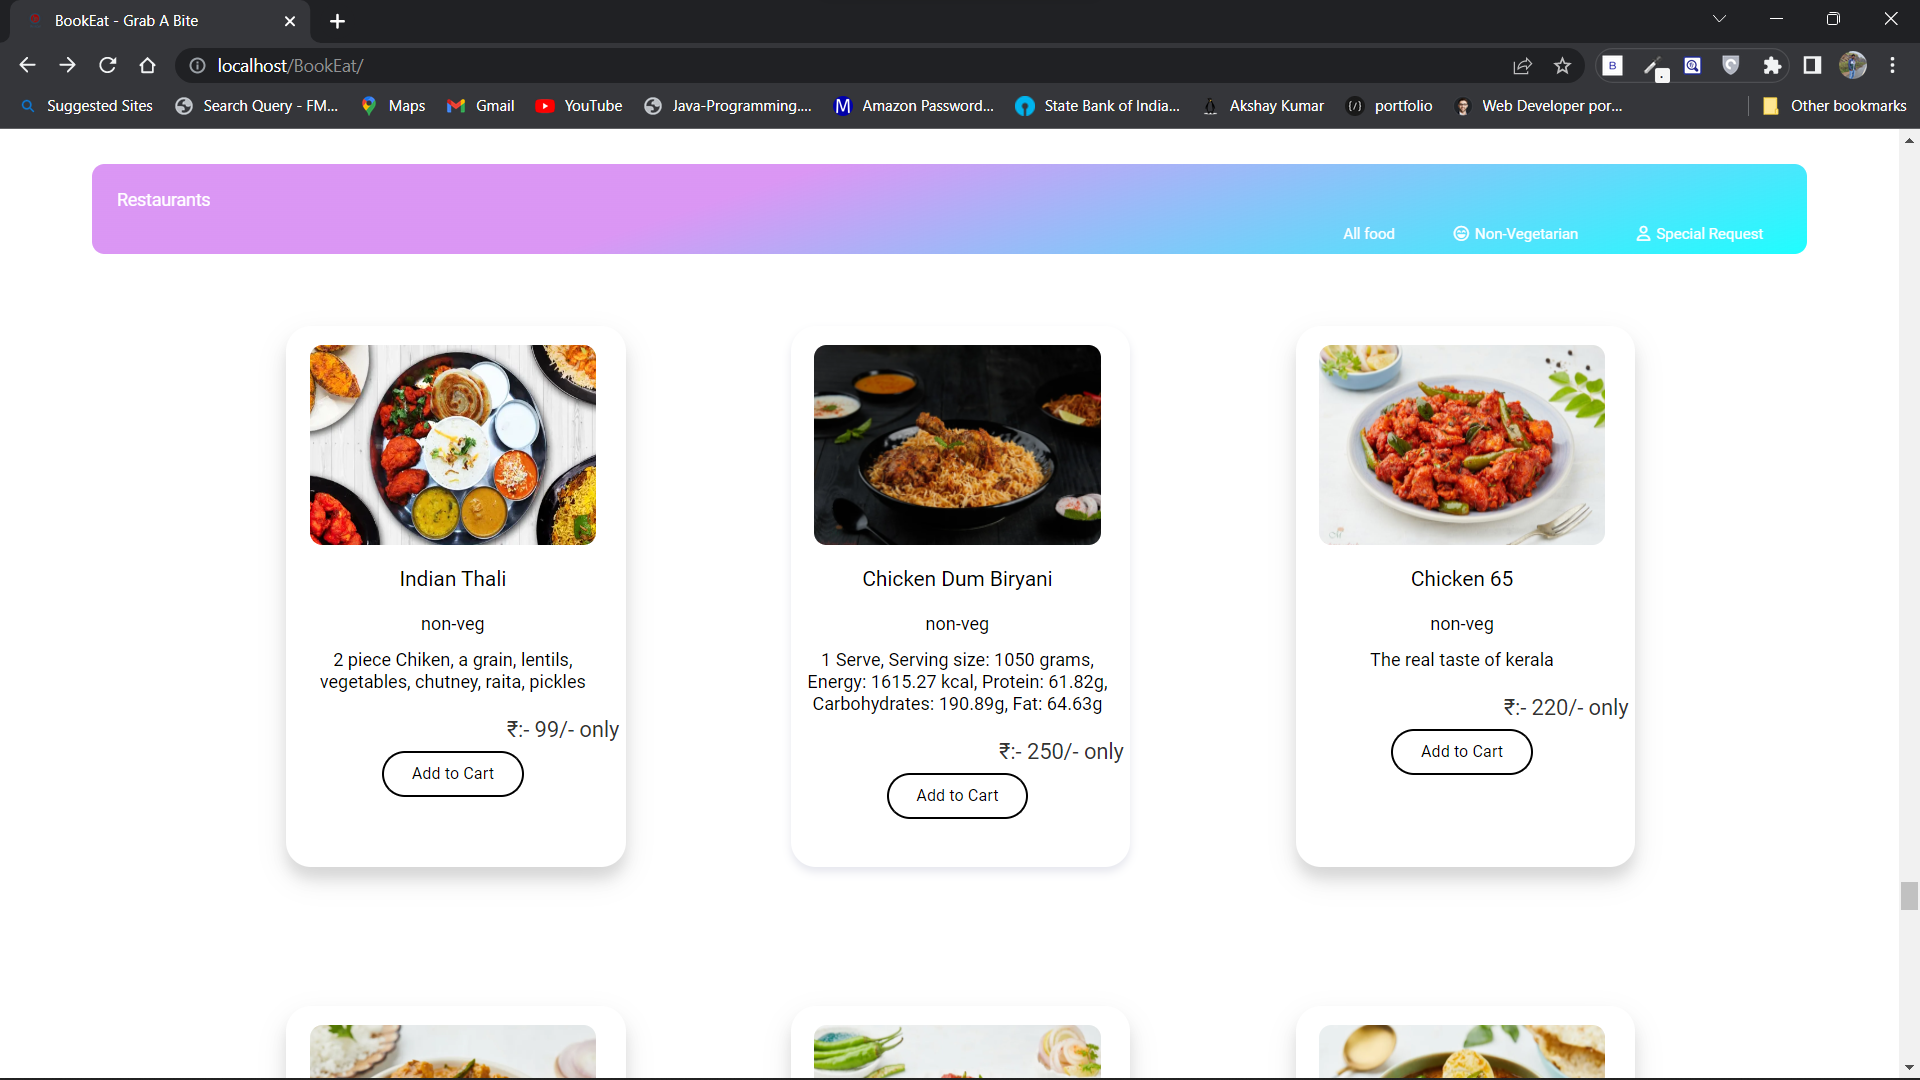 BookEat - Grab A Bite
localhost/BookEat/
B
Suggested Sites
Search Query - FM...
Maps
Gmail
YouTube
Java-Programming....
M Amazon Password...
State Bank of India...
Akshay Kumar
portfolio
Web Developer por...
Other bookmarks
Restaurants
All food
Non-Vegetarian
Special Request
Indian Thali
non-veg
2 piece Chiken, a grain, lentils,
vegetables, chutney, raita, pickles
₹:- 99/- only
Add to Cart
Chicken Dum Biryani
non-veg
1 Serve, Serving size: 1050 grams,
Energy: 1615.27 kcal, Protein: 61.82g,
Carbohydrates: 190.89g, Fat: 64.63g
₹:- 250/- only
Add to Cart
Chicken 65
non-veg
The real taste of kerala
₹:- 220/- only
Add to Cart